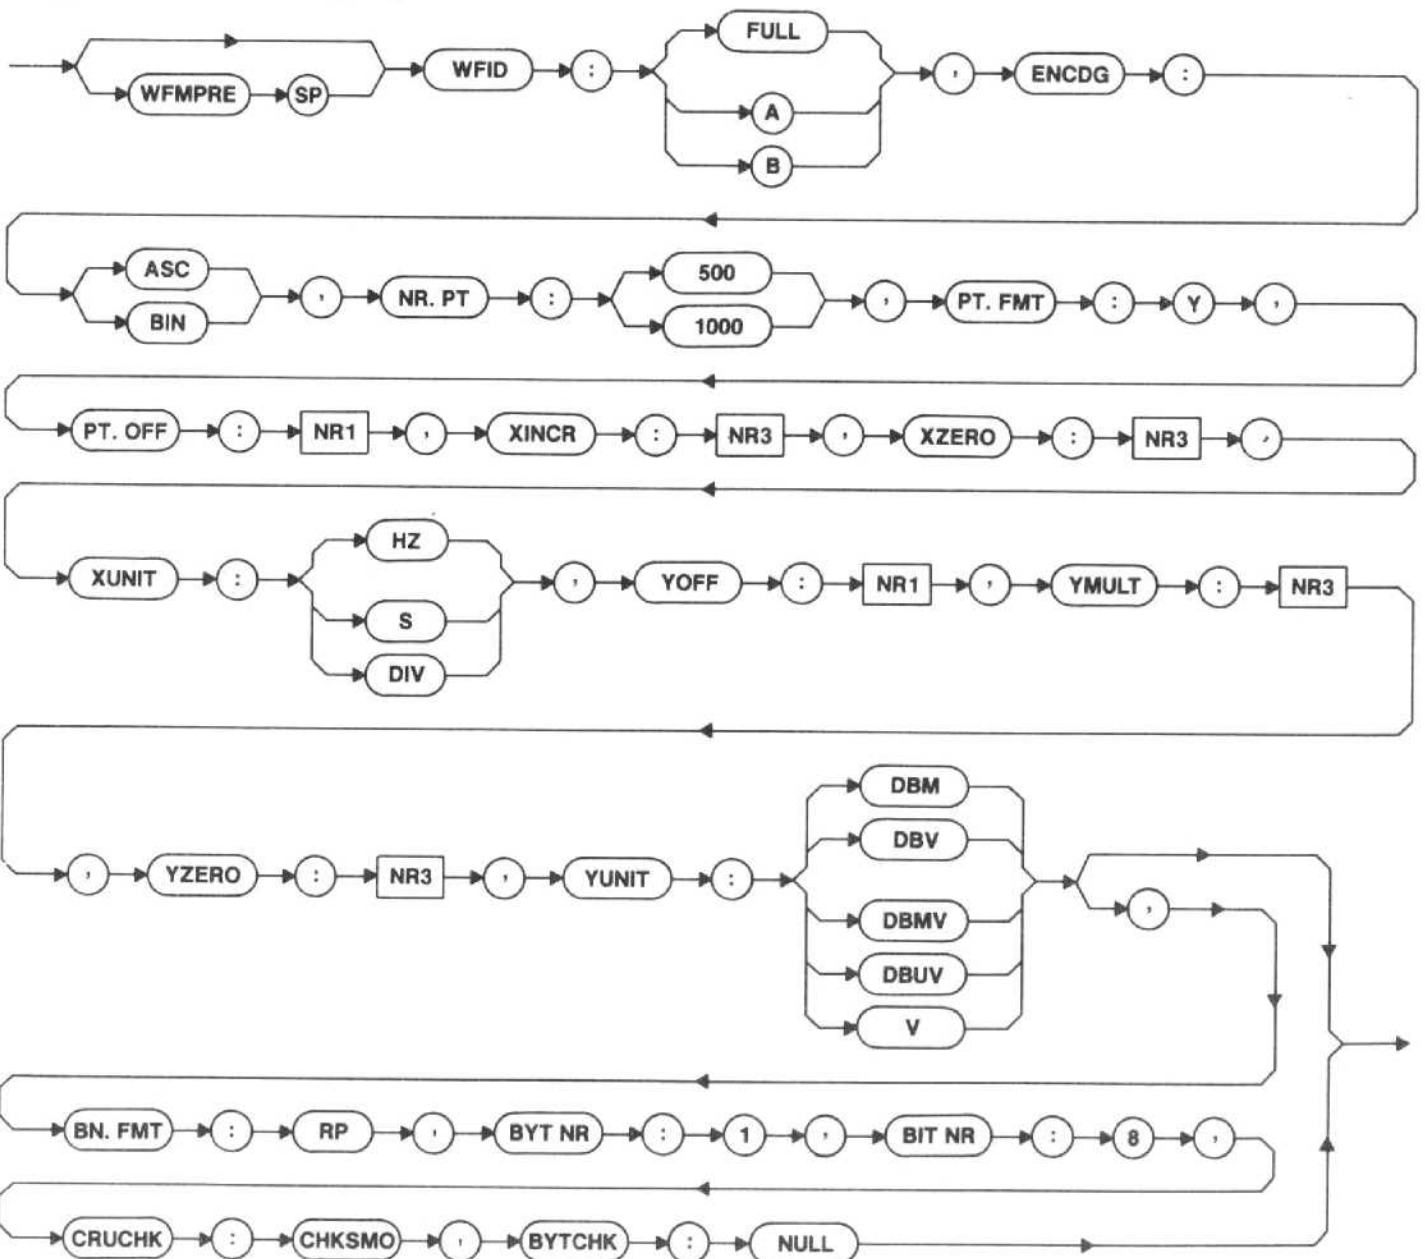 FULL
WFID : , ENCDG :
WFMPRE SP
A
B
ASC 500
, NR. PT : , PT. FMT : Y ,
BIN 1000
PT. OFF : NR1 , XINCR : NR3 , XZERO : NR3 ,
HZ
XUNIT : , YOFF : NR1 , YMULT : NR3
S
DIV
DBM
DBV
, YZERO : NR3 , YUNIT :
DBMV ,
DBUV
V
BN. FMT : RP , BYT NR : 1 , BIT NR : 8 ,
CRUCHK : CHKSMO , BYTCHK : NULL